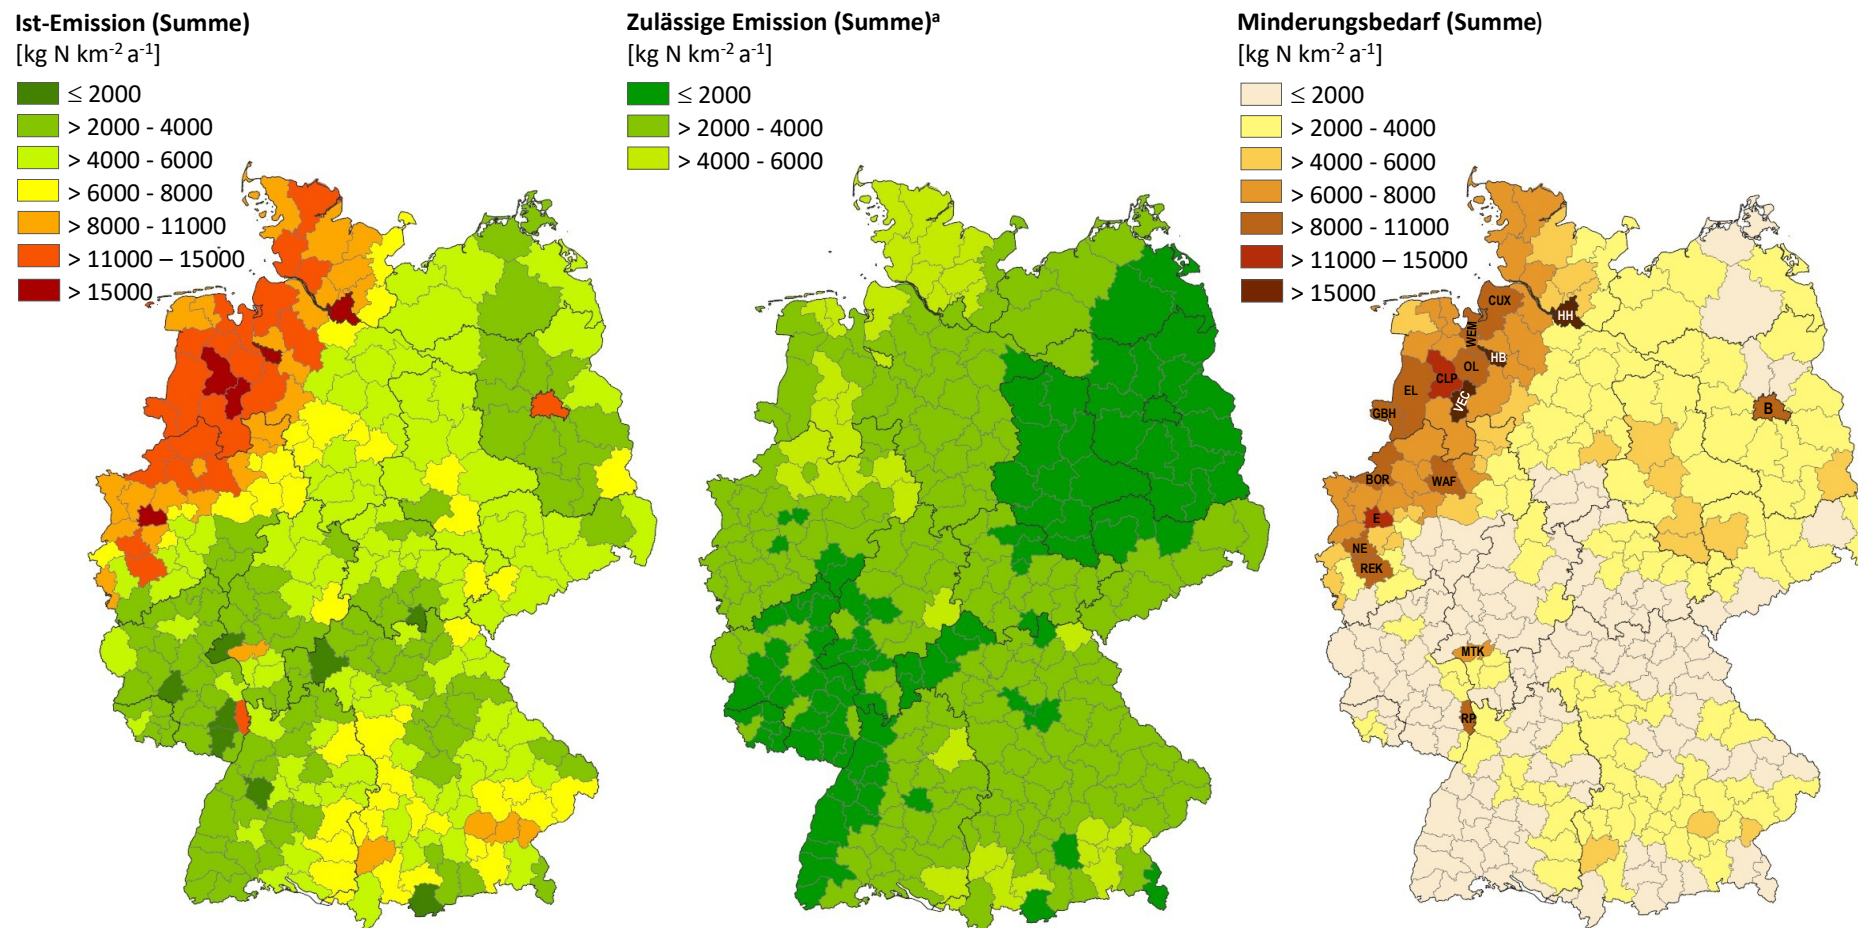 Ist-Emission (Summe)
[kg N km⁻² a⁻¹]
≤ 2000
> 2000 - 4000
> 4000 - 6000
> 6000 - 8000
> 8000 - 11000
> 11000 – 15000
> 15000
Zulässige Emission (Summe)ᵃ
[kg N km⁻² a⁻¹]
≤ 2000
> 2000 - 4000
> 4000 - 6000
Minderungsbedarf (Summe)
[kg N km⁻² a⁻¹]
≤ 2000
> 2000 - 4000
> 4000 - 6000
> 6000 - 8000
> 8000 - 11000
> 11000 – 15000
> 15000
CUX
HH
WEM
HB
OL
CLP
EL
VEC
GBH
B
BOR
WAF
E
NE
REK
MTK
RP